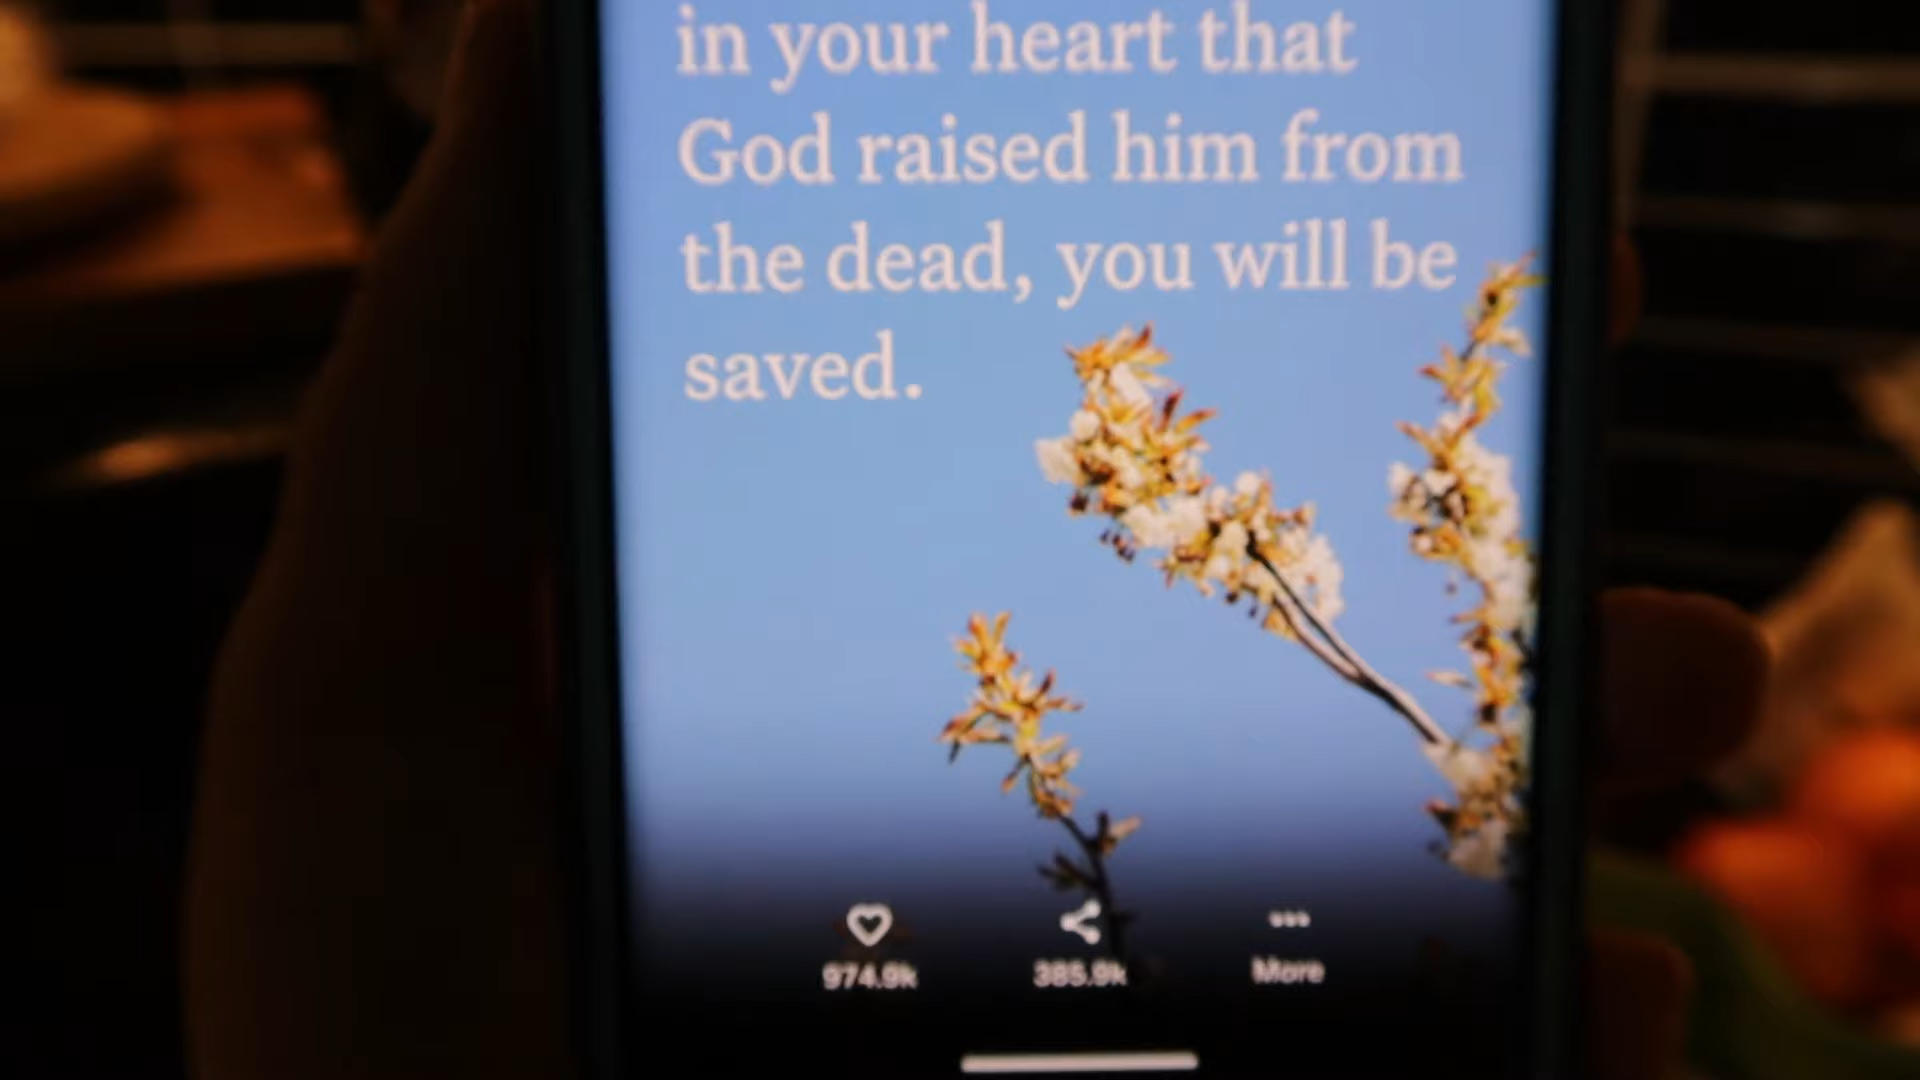 in your heart that
God raised him from
the dead, you will be
saved.
974.9k
385.9k
More